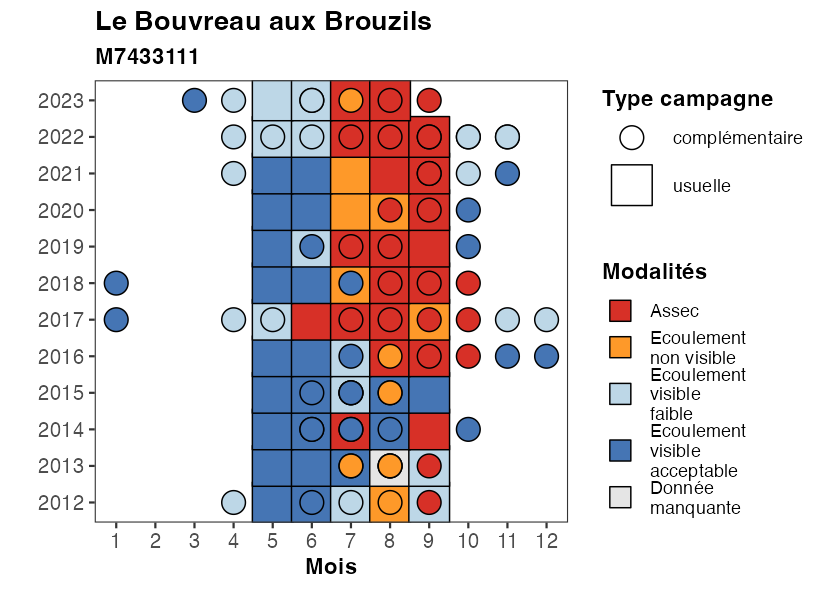 Le Bouvreau aux Brouzils
M7433111
2023
2022
2021
2020
2019
2018
2017
2016
2015
2014
2013
2012
1 2 3 4 5 6 7 8 9 10 11 12
Mois
Type campagne
complémentaire
usuelle
Modalités
Assec
Ecoulement
non visible
Ecoulement
visible
faible
Ecoulement
visible
acceptable
Donnée
manquante